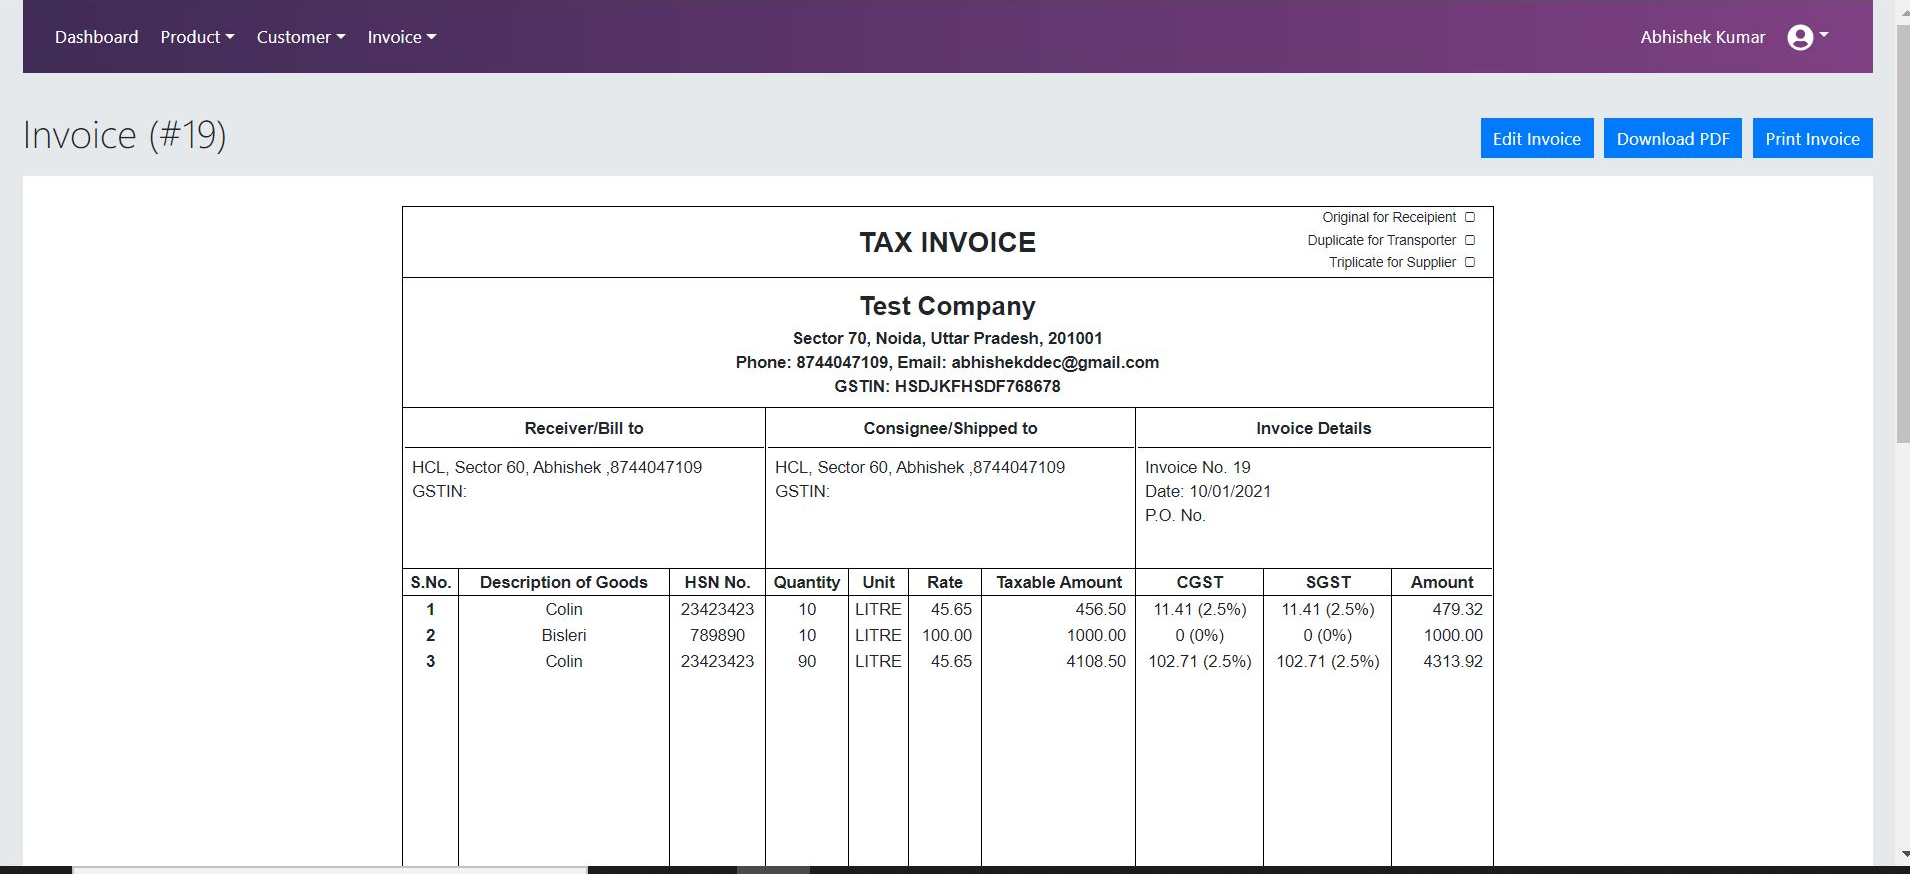 Dashboard Product Customer Invoice Abhishek Kumar
Invoice (#19) Edit Invoice Download PDF Print Invoice
Original for Receipient
TAX INVOICE
Duplicate for Transporter
Triplicate for Supplier
Test Company
Sector 70, Noida, Uttar Pradesh, 201001
Phone: 8744047109, Email: abhishekddec@gmail.com
GSTIN: HSDJKFHSDF768678
Receiver/Bill to Consignee/Shipped to Invoice Details
HCL, Sector 60, Abhishek ,8744047109 HCL, Sector 60, Abhishek ,8744047109 Invoice No. 19
GSTIN: GSTIN: Date: 10/01/2021
P.O. No.
S.No. Description of Goods HSN No. Quantity Unit Rate Taxable Amount CGST SGST Amount
1 Colin 23423423 10 LITRE 45.65 456.50 11.41 (2.5%) 11.41 (2.5%) 479.32
2 Bisleri 789890 10 LITRE 100.00 1000.00 0 (0%) 0 (0%) 1000.00
3 Colin 23423423 90 LITRE 45.65 4108.50 102.71 (2.5%) 102.71 (2.5%) 4313.92